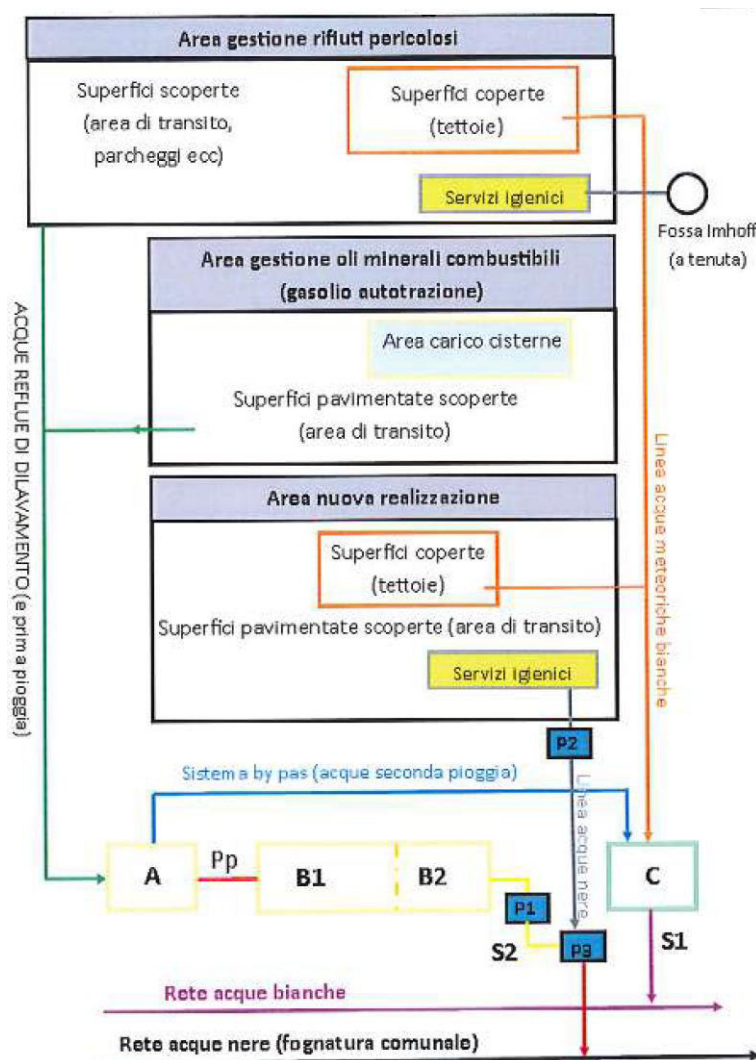 Area gestione rifiuti pericolosi
Superfici scoperte
(area di transito,
parcheggi ecc)
Superfici coperte
(tettoie)
Servizi igienici
Fossa Imhoff
(a tenuta)
Area gestione oli minerali combustibili
(gasolio autotrazione)
Area carico cisterne
Superfici pavimentate scoperte
(area di transito)
ACQUE REFLUE DI DILAVAMENTO (e prima pioggia)
Linea acque meteoriche bianche
Area nuova realizzazione
Superfici coperte
(tettoie)
Superfici pavimentate scoperte (area di transito)
Servizi igienici
P2
Sistema by pas (acque seconda pioggia)
Linea acque nere
A
Pp
B1
B2
C
P1
S2
P3
S1
Rete acque bianche
Rete acque nere (fognatura comunale)